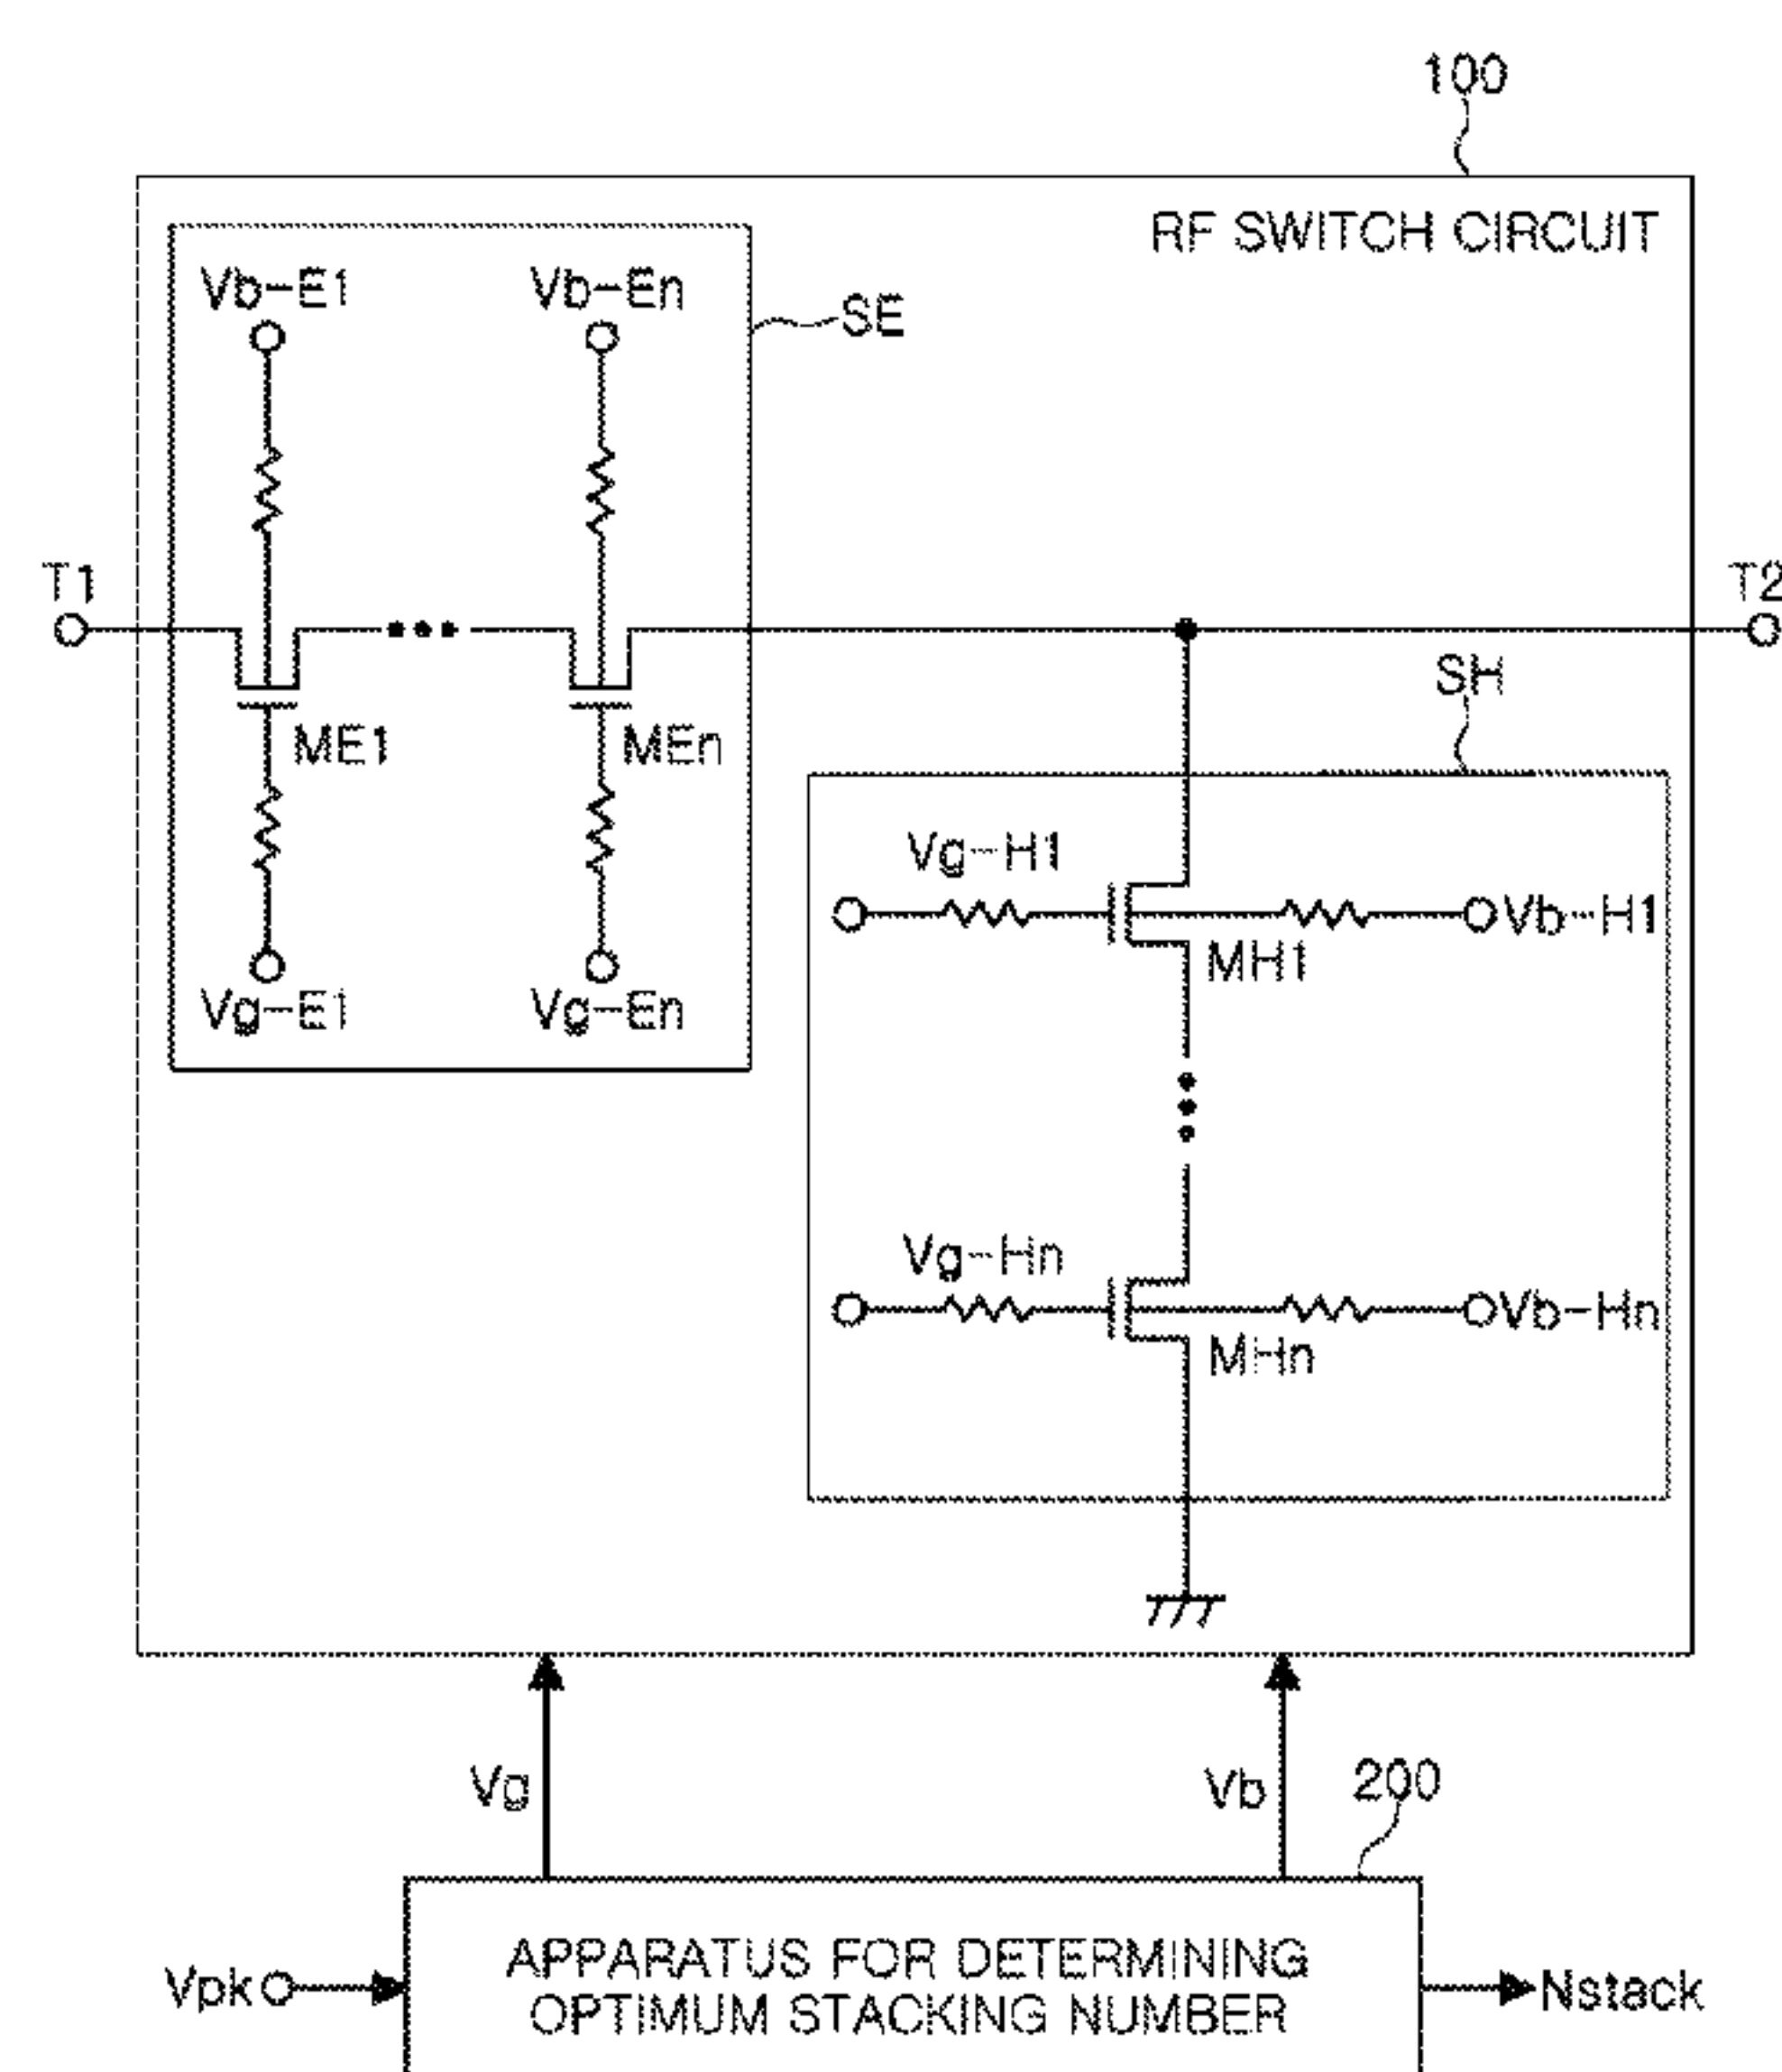 100
RF SWITCH CIRCUIT
Vb-E1
Vb-En
SE
T1
T2
ME1
MEn
SH
Vg-E1
Vg-En
Vg-H1
Vb-H1
MH1
Vg-Hn
Vb-Hn
MHn
Vg
Vb
200
Vpk
APPARATUS FOR DETERMINING
OPTIMUM STACKING NUMBER
Nstack